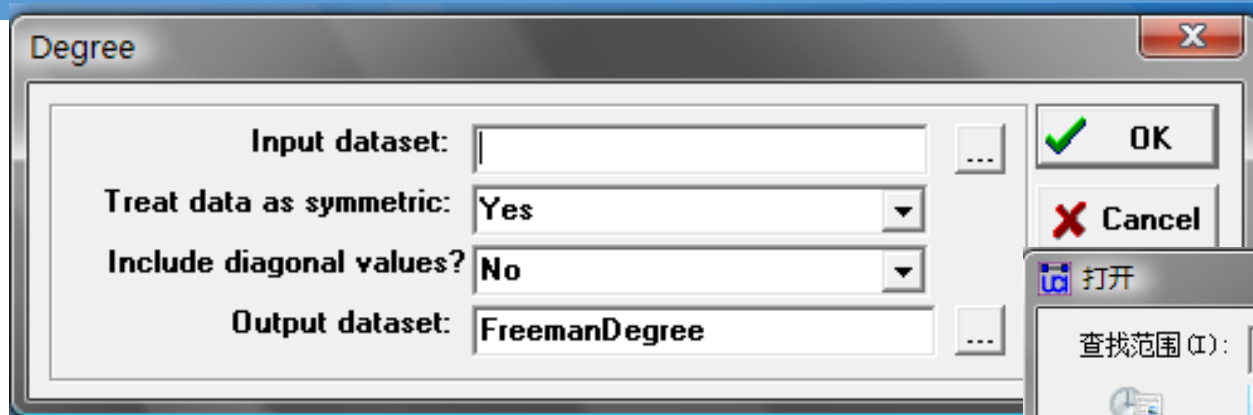 Degree
Input dataset:
...
OK
Treat data as symmetric: Yes
Cancel
Include diagonal values? No
打开
Output dataset: FreemanDegree
...
查找范围(I):